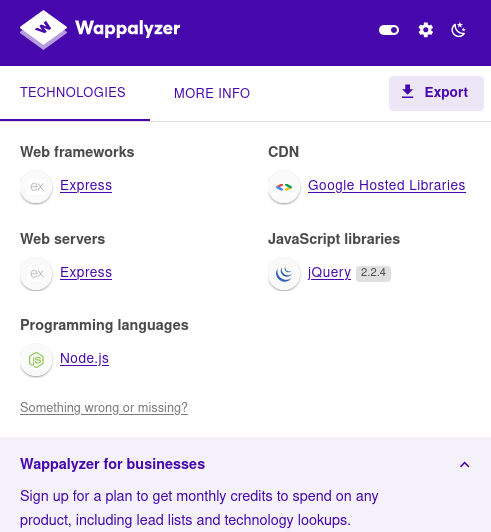 Wappalyzer
TECHNOLOGIES
MORE INFO
Export
Web frameworks
ex
Express
Web servers
ex
Express
Programming languages
JS
Node.js
CDN
Google Hosted Libraries
JavaScript libraries
jQuery 2.2.4
Something wrong or missing?
Wappalyzer for businesses
Sign up for a plan to get monthly credits to spend on any
product, including lead lists and technology lookups.